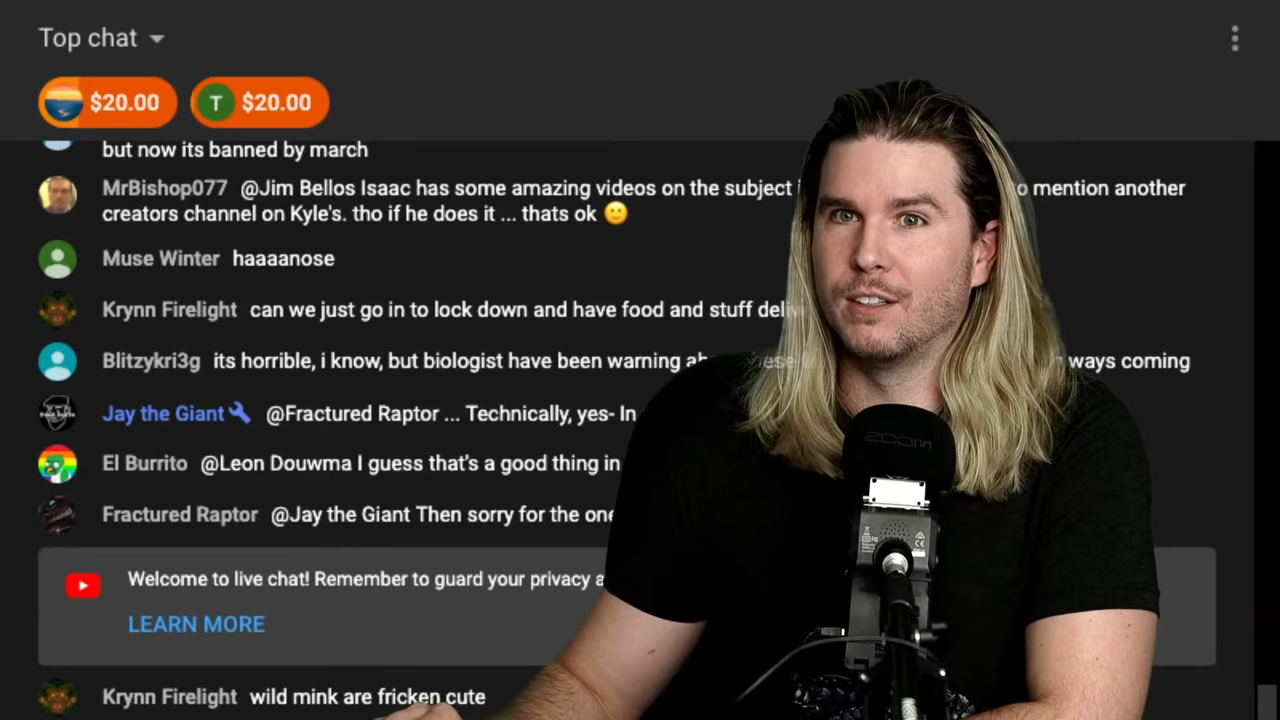 Top chat
$20.00
T $20.00
but now its banned by march
MrBishop077 @Jim Bellos Isaac has some amazing videos on the subject mention another
creators channel on Kyle's. tho if he does it ... thats ok 🙂
Muse Winter haaaanose
Krynn Firelight can we just go in to lock down and have food and stuff
Blitzykri3g its horrible, i know, but biologist have been warning ways coming
Jay the Giant @Fractured Raptor ... Technically, yes- In
El Burrito @Leon Douwma I guess that's a good thing in
Fractured Raptor @Jay the Giant Then sorry for the
Welcome to live chat! Remember to guard your privacy
LEARN MORE
Krynn Firelight wild mink are fricken cute
ZOOM